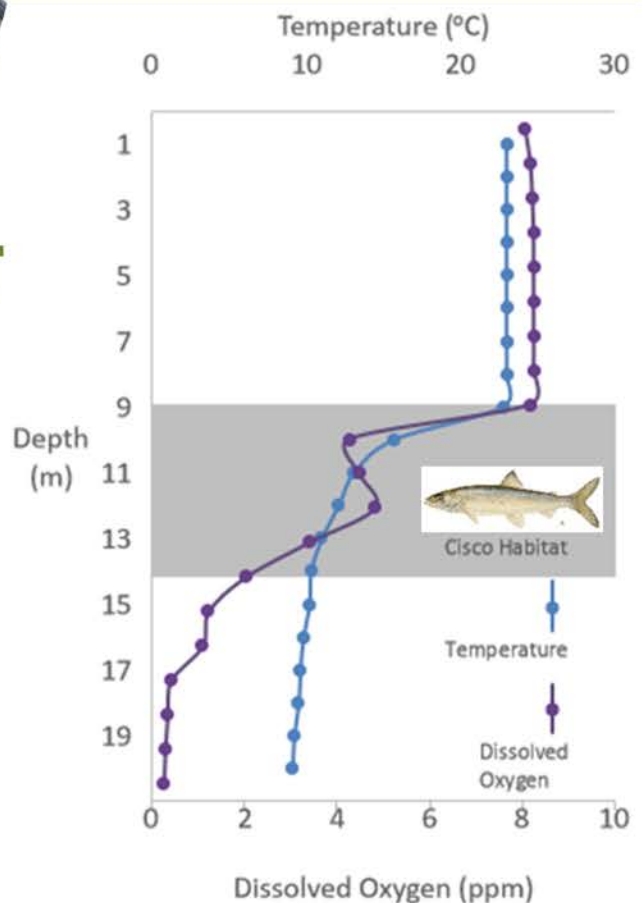 Temperature (°C)
0 10 20 30
1
3
5
7
9
Depth
(m)
11
13
15
17
19
Cisco Habitat
Temperature
Dissolved
Oxygen
0 2 4 6 8 10
Dissolved Oxygen (ppm)